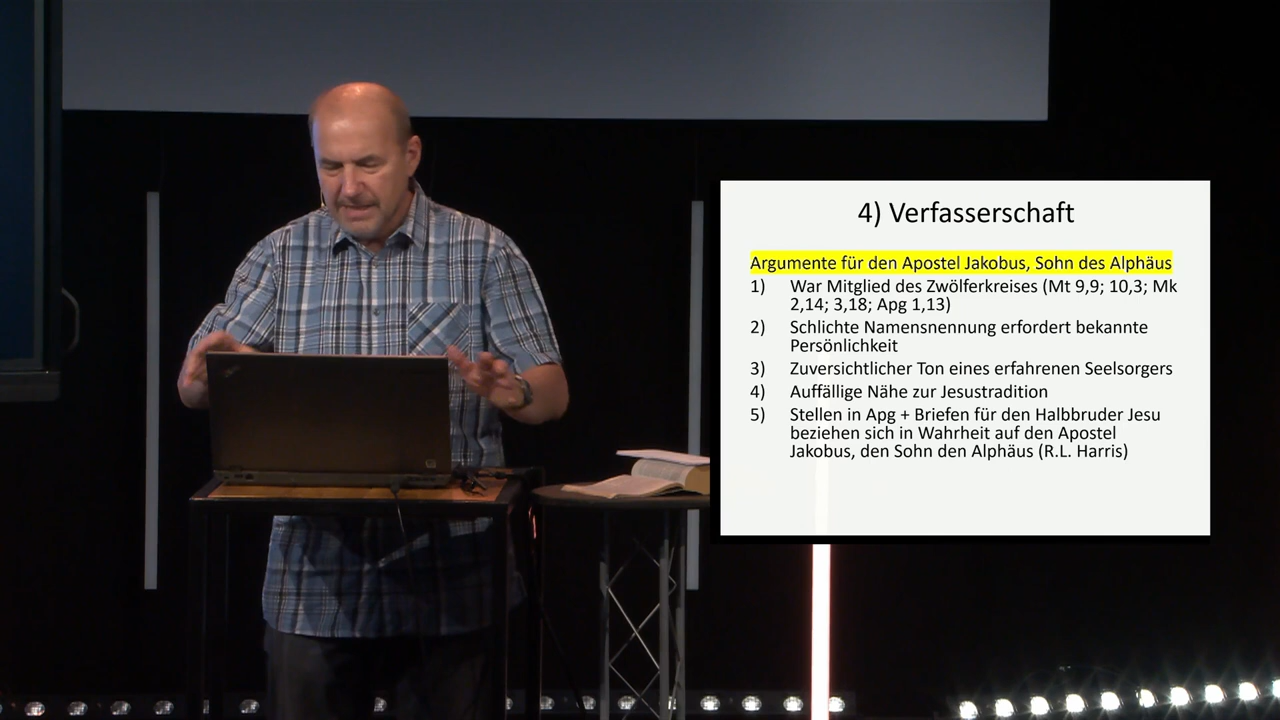 4) Verfasserschaft
Argumente für den Apostel Jakobus, Sohn des Alphäus
1) War Mitglied des Zwölferkreises (Mt 9,9; 10,3; Mk
2,14; 3,18; Apg 1,13)
2) Schlichte Namensnennung erfordert bekannte
Persönlichkeit
3) Zuversichtlicher Ton eines erfahrenen Seelsorgers
4) Auffällige Nähe zur Jesustradition
5) Stellen in Apg + Briefen für den Halbbruder Jesu
beziehen sich in Wahrheit auf den Apostel
Jakobus, den Sohn den Alphäus (R.L. Harris)